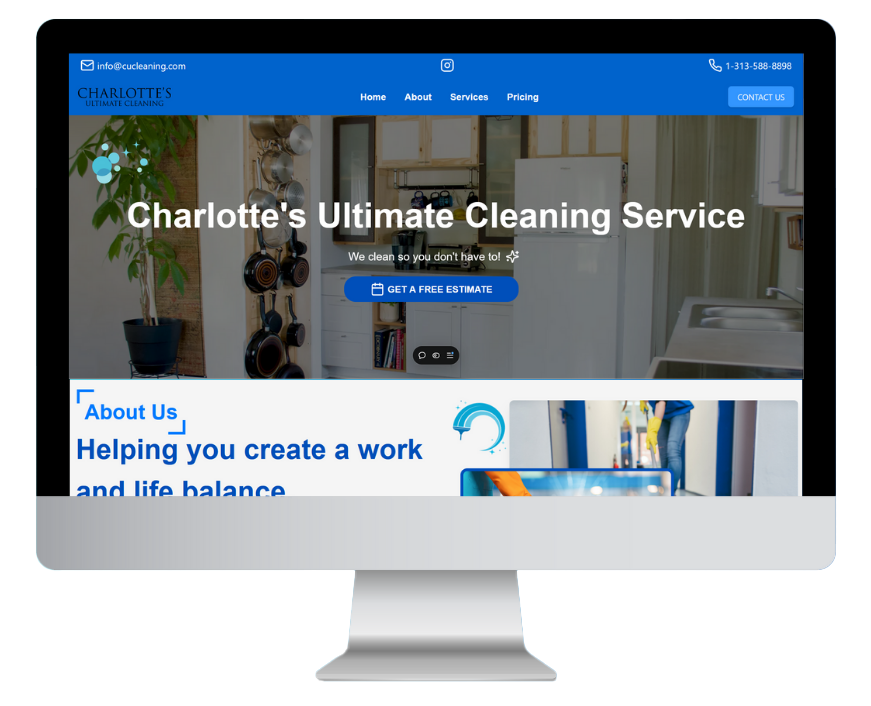 info@cucleaning.com
1-313-588-8898
CHARLOTTE'S
ULTIMATE CLEANING
Home About Services Pricing
CONTACT US
Charlotte's Ultimate Cleaning Service
We clean so you don't have to!
GET A FREE ESTIMATE
About Us
Helping you create a work
and life balance